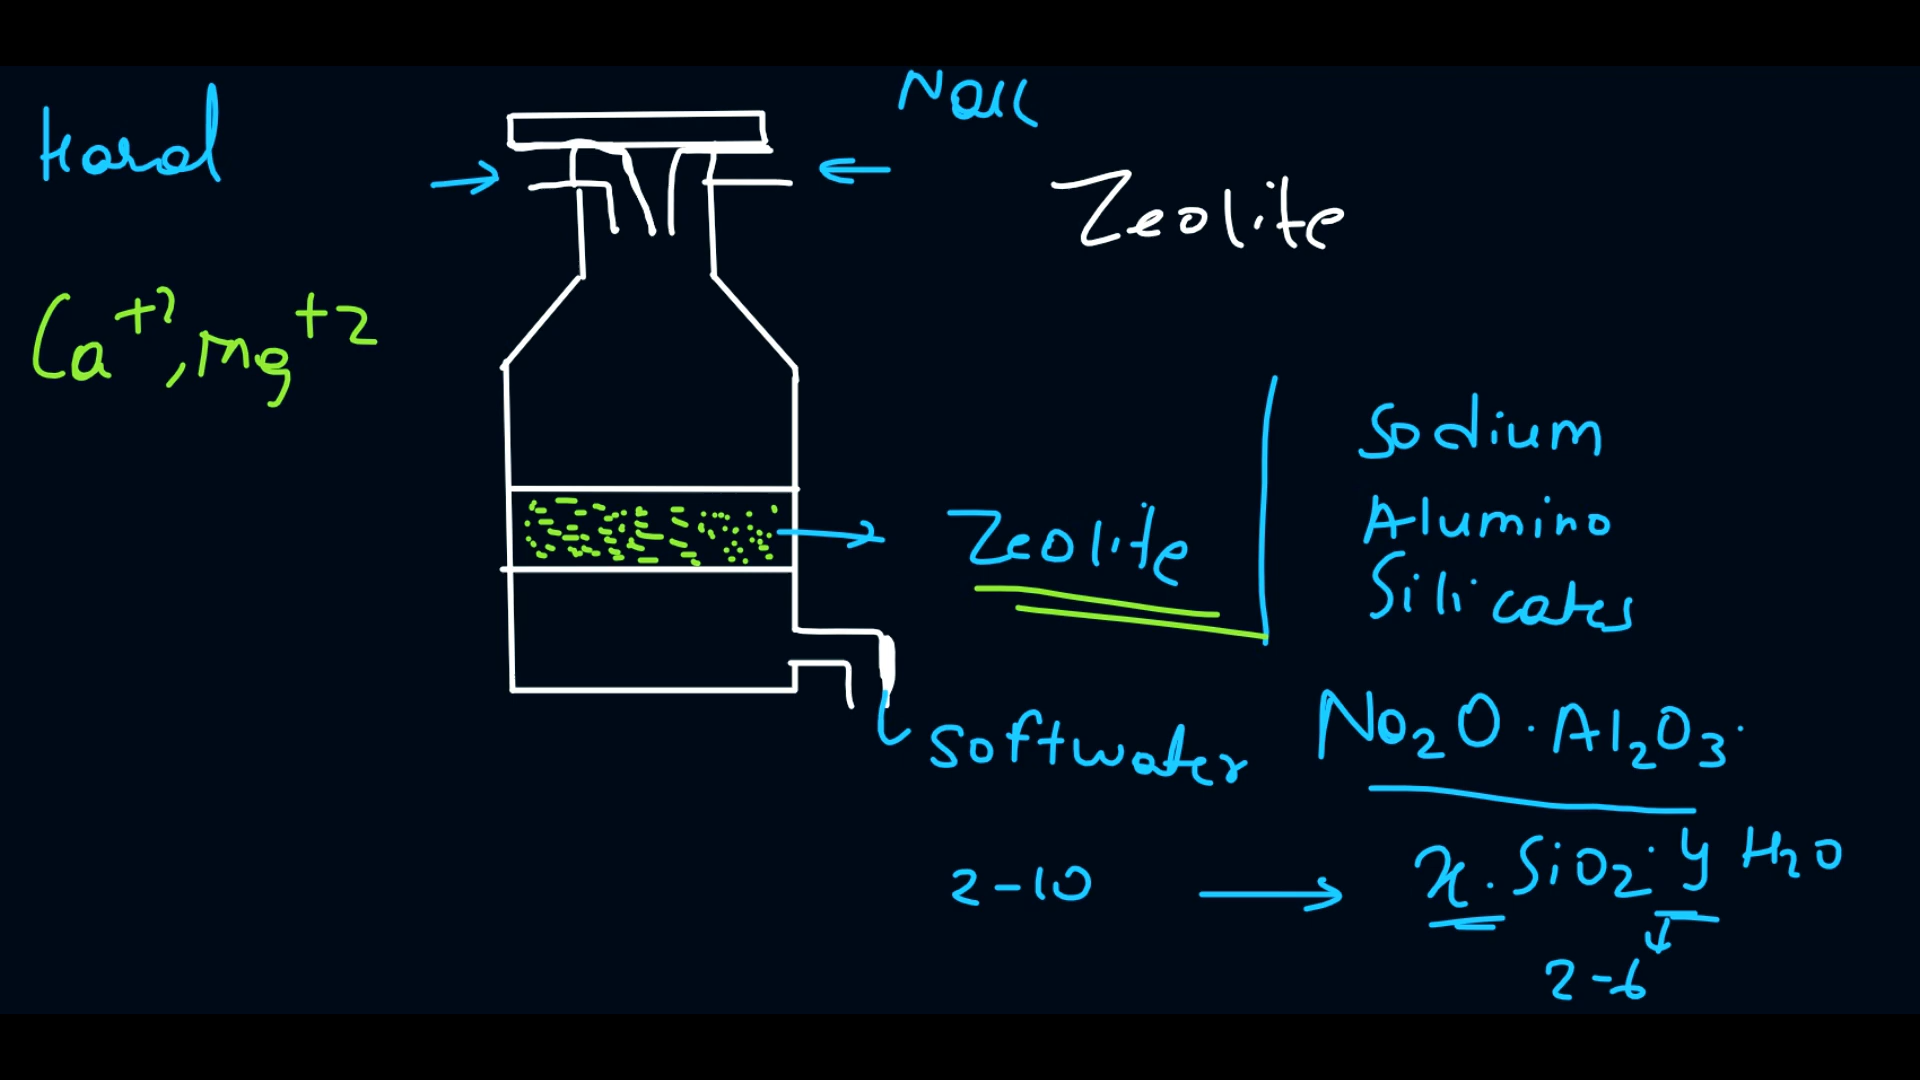 Hard
NaCl
Zeolite
Ca+2, Mg+2
Zeolite
Sodium
Alumino
Silicates
Softwater
Na2O · Al2O3 ·
2-10 → x · SiO2 · y H2O
2-6